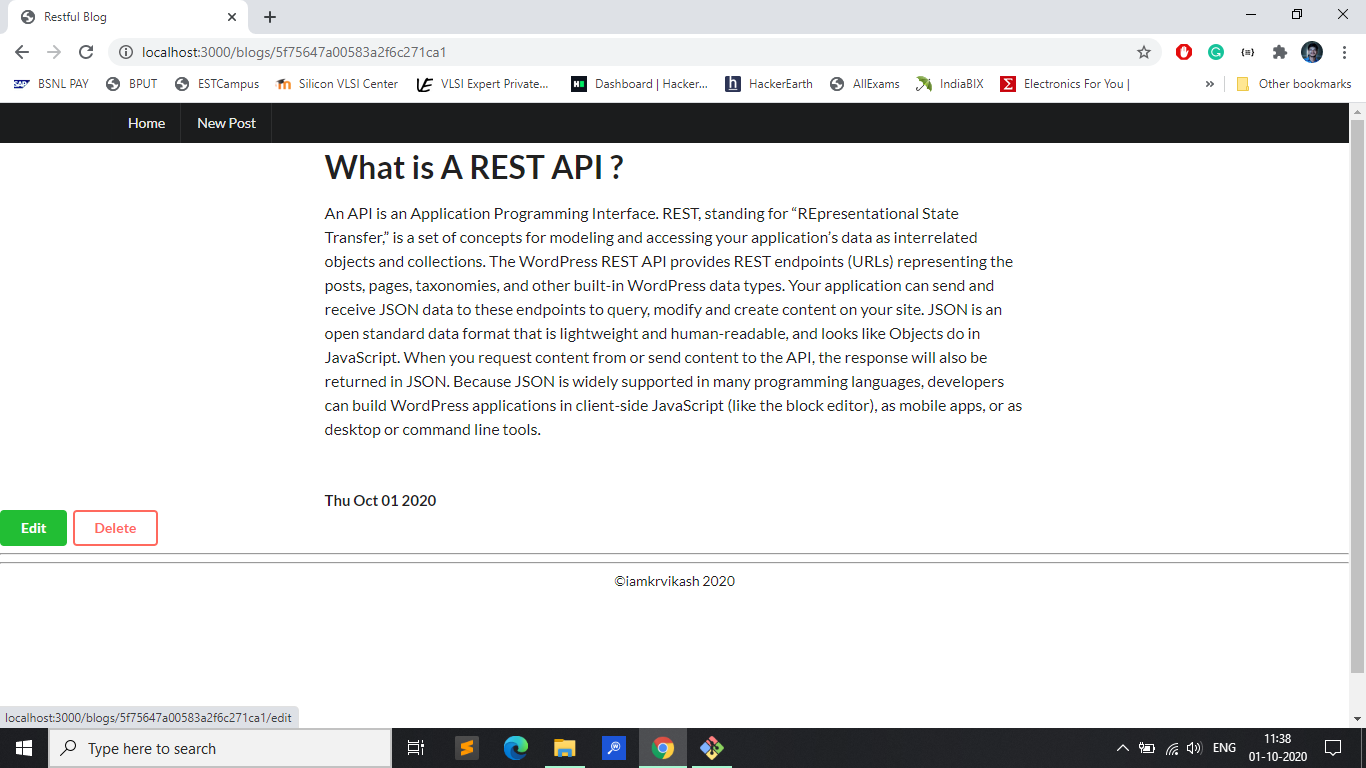 Restful Blog
localhost:3000/blogs/5f75647a00583a2f6c271ca1
BSNL PAY BPUT ESTCampus Silicon VLSI Center VLSI Expert Private... Dashboard | Hacker... HackerEarth AllExams IndiaBIX Electronics For You | » Other bookmarks
Home New Post
What is A REST API ?
An API is an Application Programming Interface. REST, standing for “REpresentational State
Transfer,” is a set of concepts for modeling and accessing your application’s data as interrelated
objects and collections. The WordPress REST API provides REST endpoints (URLs) representing the
posts, pages, taxonomies, and other built-in WordPress data types. Your application can send and
receive JSON data to these endpoints to query, modify and create content on your site. JSON is an
open standard data format that is lightweight and human-readable, and looks like Objects do in
JavaScript. When you request content from or send content to the API, the response will also be
returned in JSON. Because JSON is widely supported in many programming languages, developers
can build WordPress applications in client-side JavaScript (like the block editor), as mobile apps, or as
desktop or command line tools.
Thu Oct 01 2020
Edit Delete
©iamkrvikash 2020
localhost:3000/blogs/5f75647a00583a2f6c271ca1/edit
Type here to search
ENG
11:38
01-10-2020